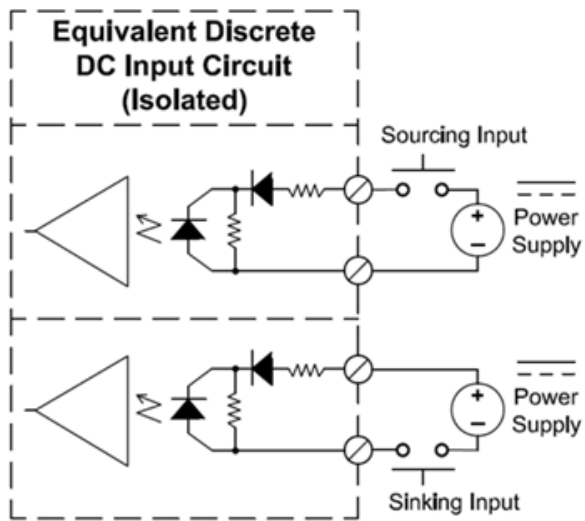 Equivalent Discrete
DC Input Circuit
(Isolated)
Sourcing Input
+
−
Power
Supply
+
−
Power
Supply
Sinking Input